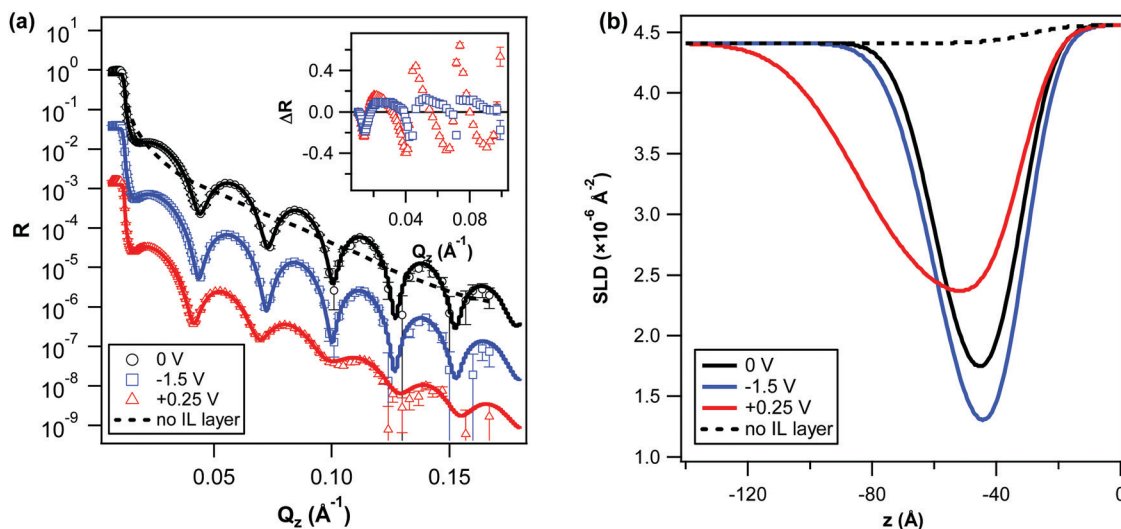 (a)
10¹
10⁰
10⁻¹
10⁻²
10⁻³
10⁻⁴
10⁻⁵
10⁻⁶
10⁻⁷
10⁻⁸
10⁻⁹
R
0.05
0.10
0.15
Q_z (Å⁻¹)
0 V
-1.5 V
+0.25 V
no IL layer
0.4
0.0
-0.4
ΔR
0.04
0.08
Q_z (Å⁻¹)
(b)
4.5
4.0
3.5
3.0
2.5
2.0
1.5
1.0
SLD (×10⁻⁶ Å⁻²)
-120
-80
-40
0
z (Å)
0 V
-1.5 V
+0.25 V
no IL layer